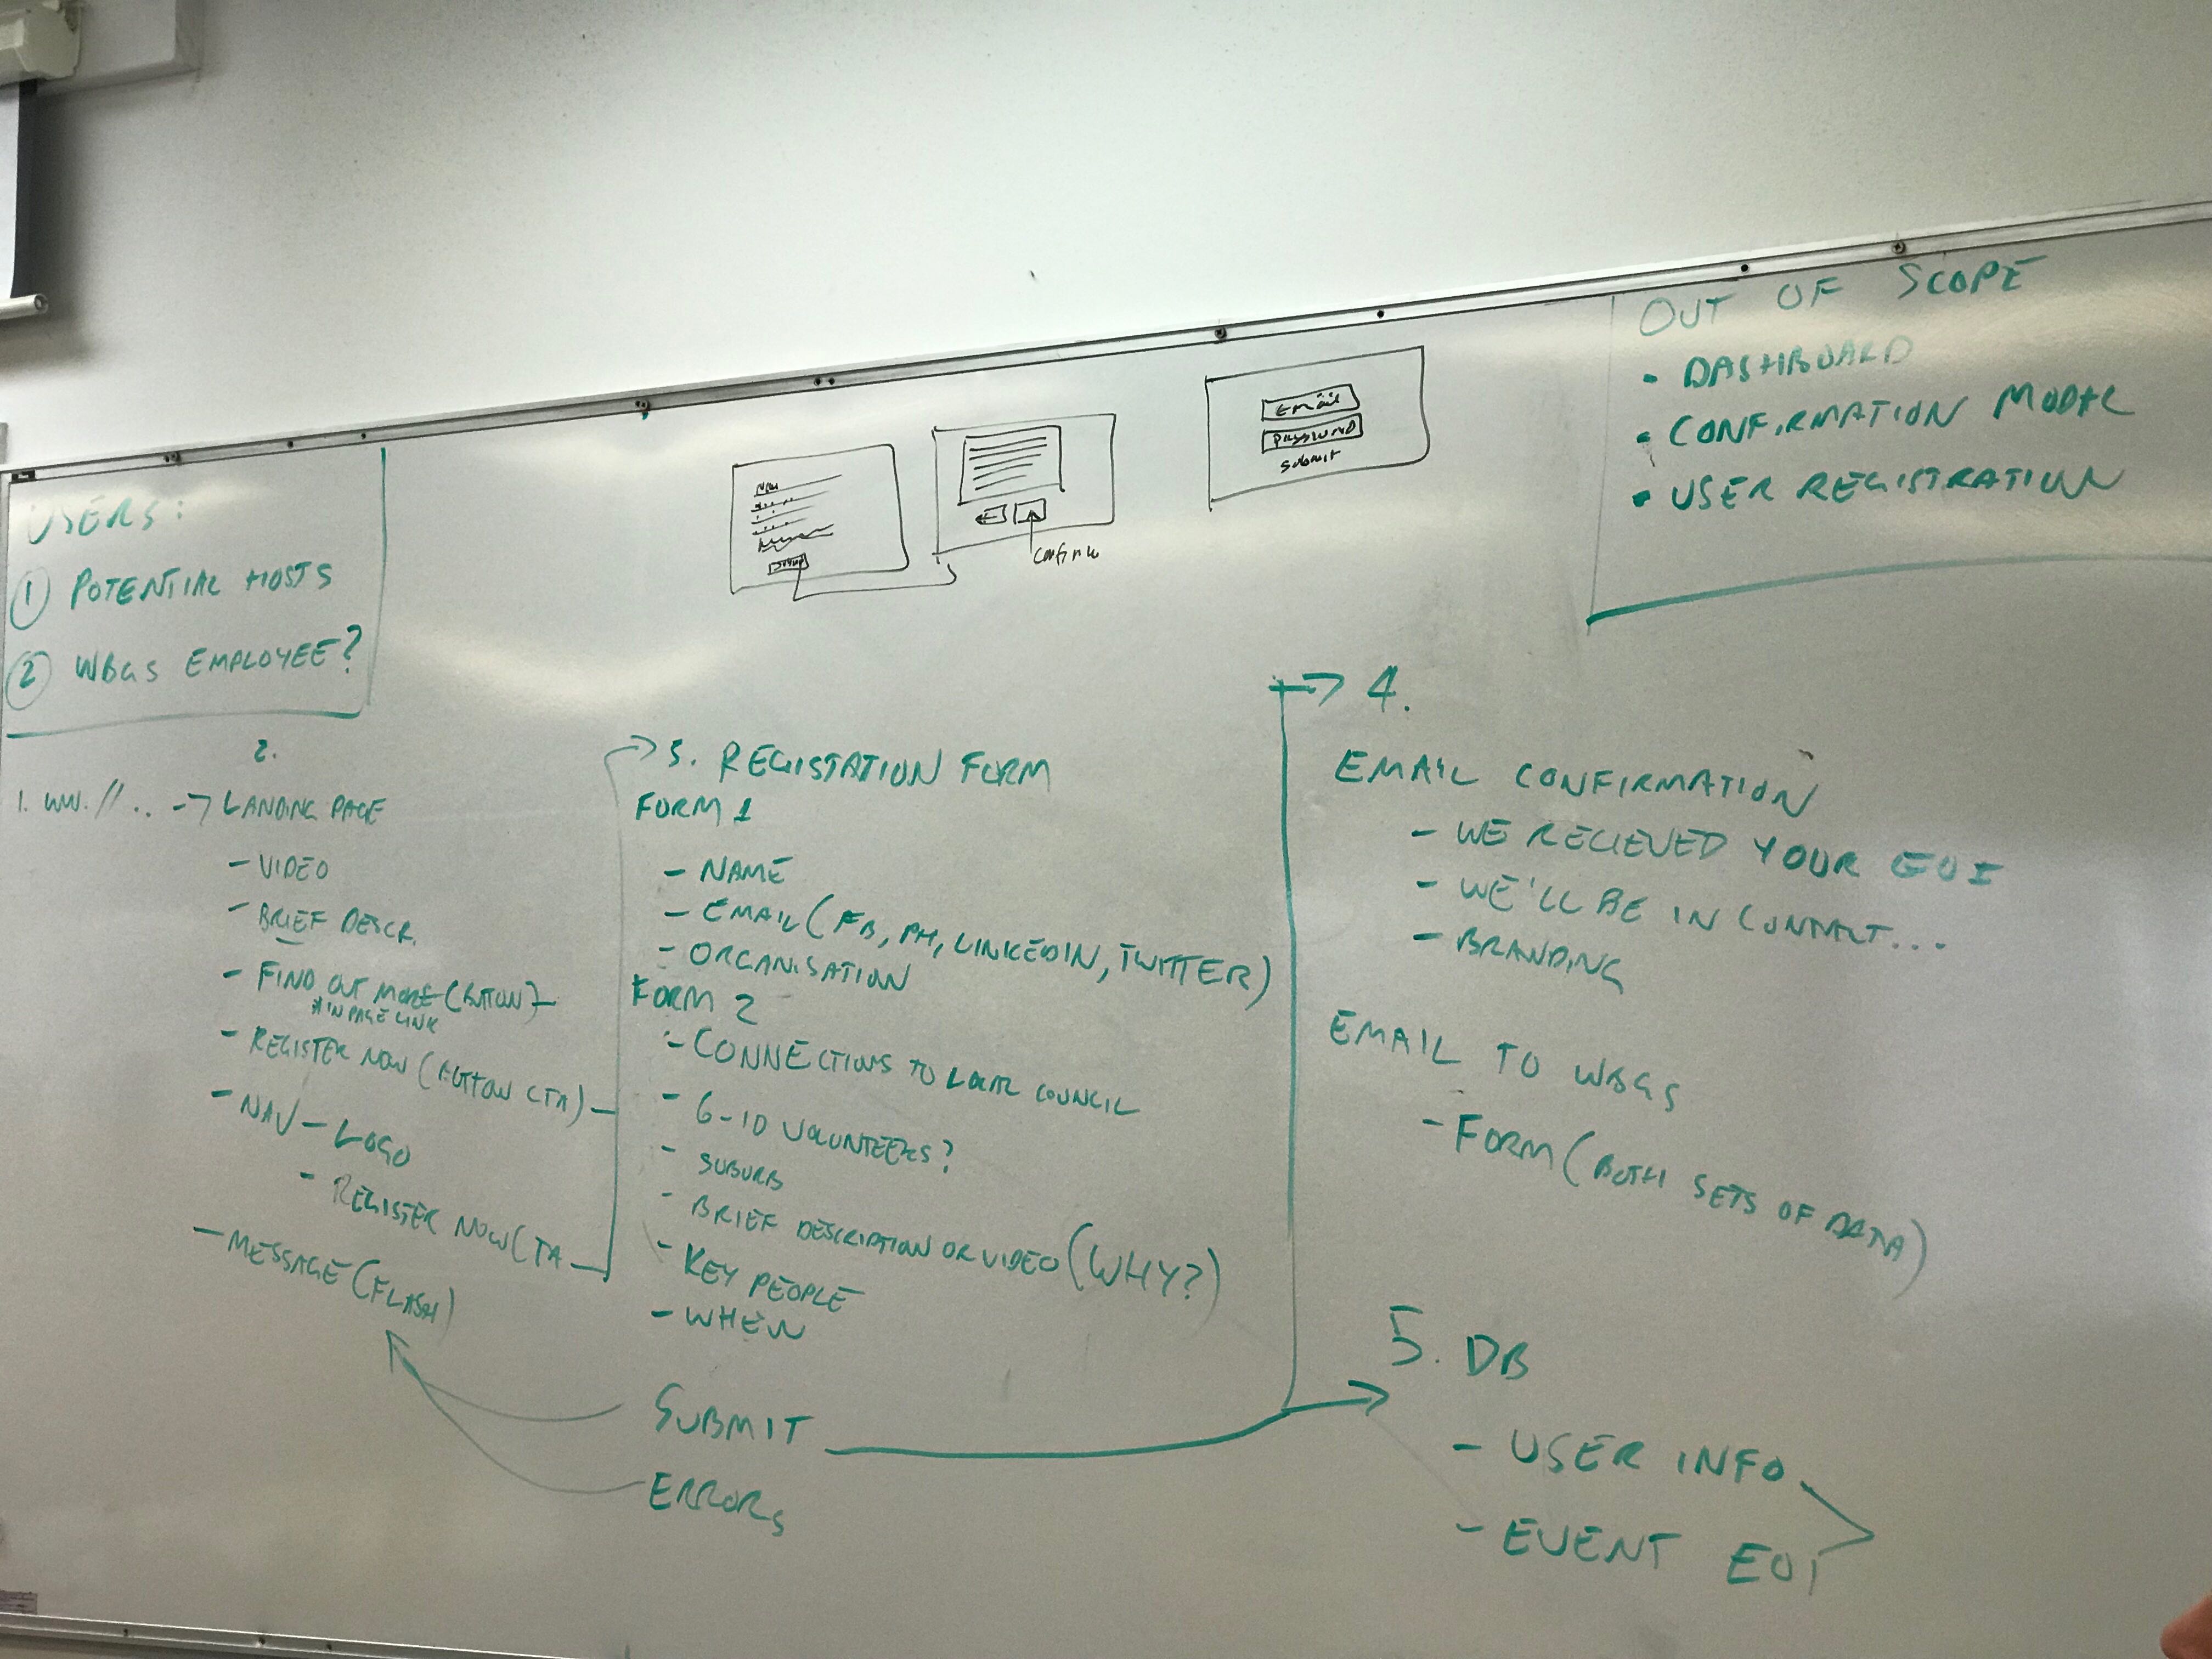 USERS:
1 POTENTIAL HOSTS
2 WBGS EMPLOYEE?
Email
Password
Submit
confirm
OUT OF SCOPE
• DASHBOARD
• CONFIRMATION MODAL
• USER REGISTRATION
2.
1. WW.//.. -> LANDING PAGE
- VIDEO
- BRIEF DESCR.
- FIND OUT MORE (BUTTON)
* IN PAGE LINK
- REGISTER NOW (BUTTON CTA)
- NAV - LOGO
- REGISTER NOW CTA
- MESSAGE (FLASH)
3. REGISTATION FORM
FORM 1
- NAME
- EMAIL (FB, PH, LINKEDIN, TWITTER)
- ORGANISATION
FORM 2
- CONNECTIONS TO LOCAL COUNCIL
- 6-10 VOLUNTEERS?
- SUBURB
- BRIEF DESCRIPTION OR VIDEO (WHY?)
- KEY PEOPLE
- WHEN
SUBMIT
ERRORS
4.
EMAIL CONFIRMATION
- WE RECIEVED YOUR EOI
- WE'LL BE IN CONTACT...
- BRANDING
EMAIL TO WBGS
- FORM (BOTH SETS OF DATA)
5. DB
- USER INFO
- EVENT EOI